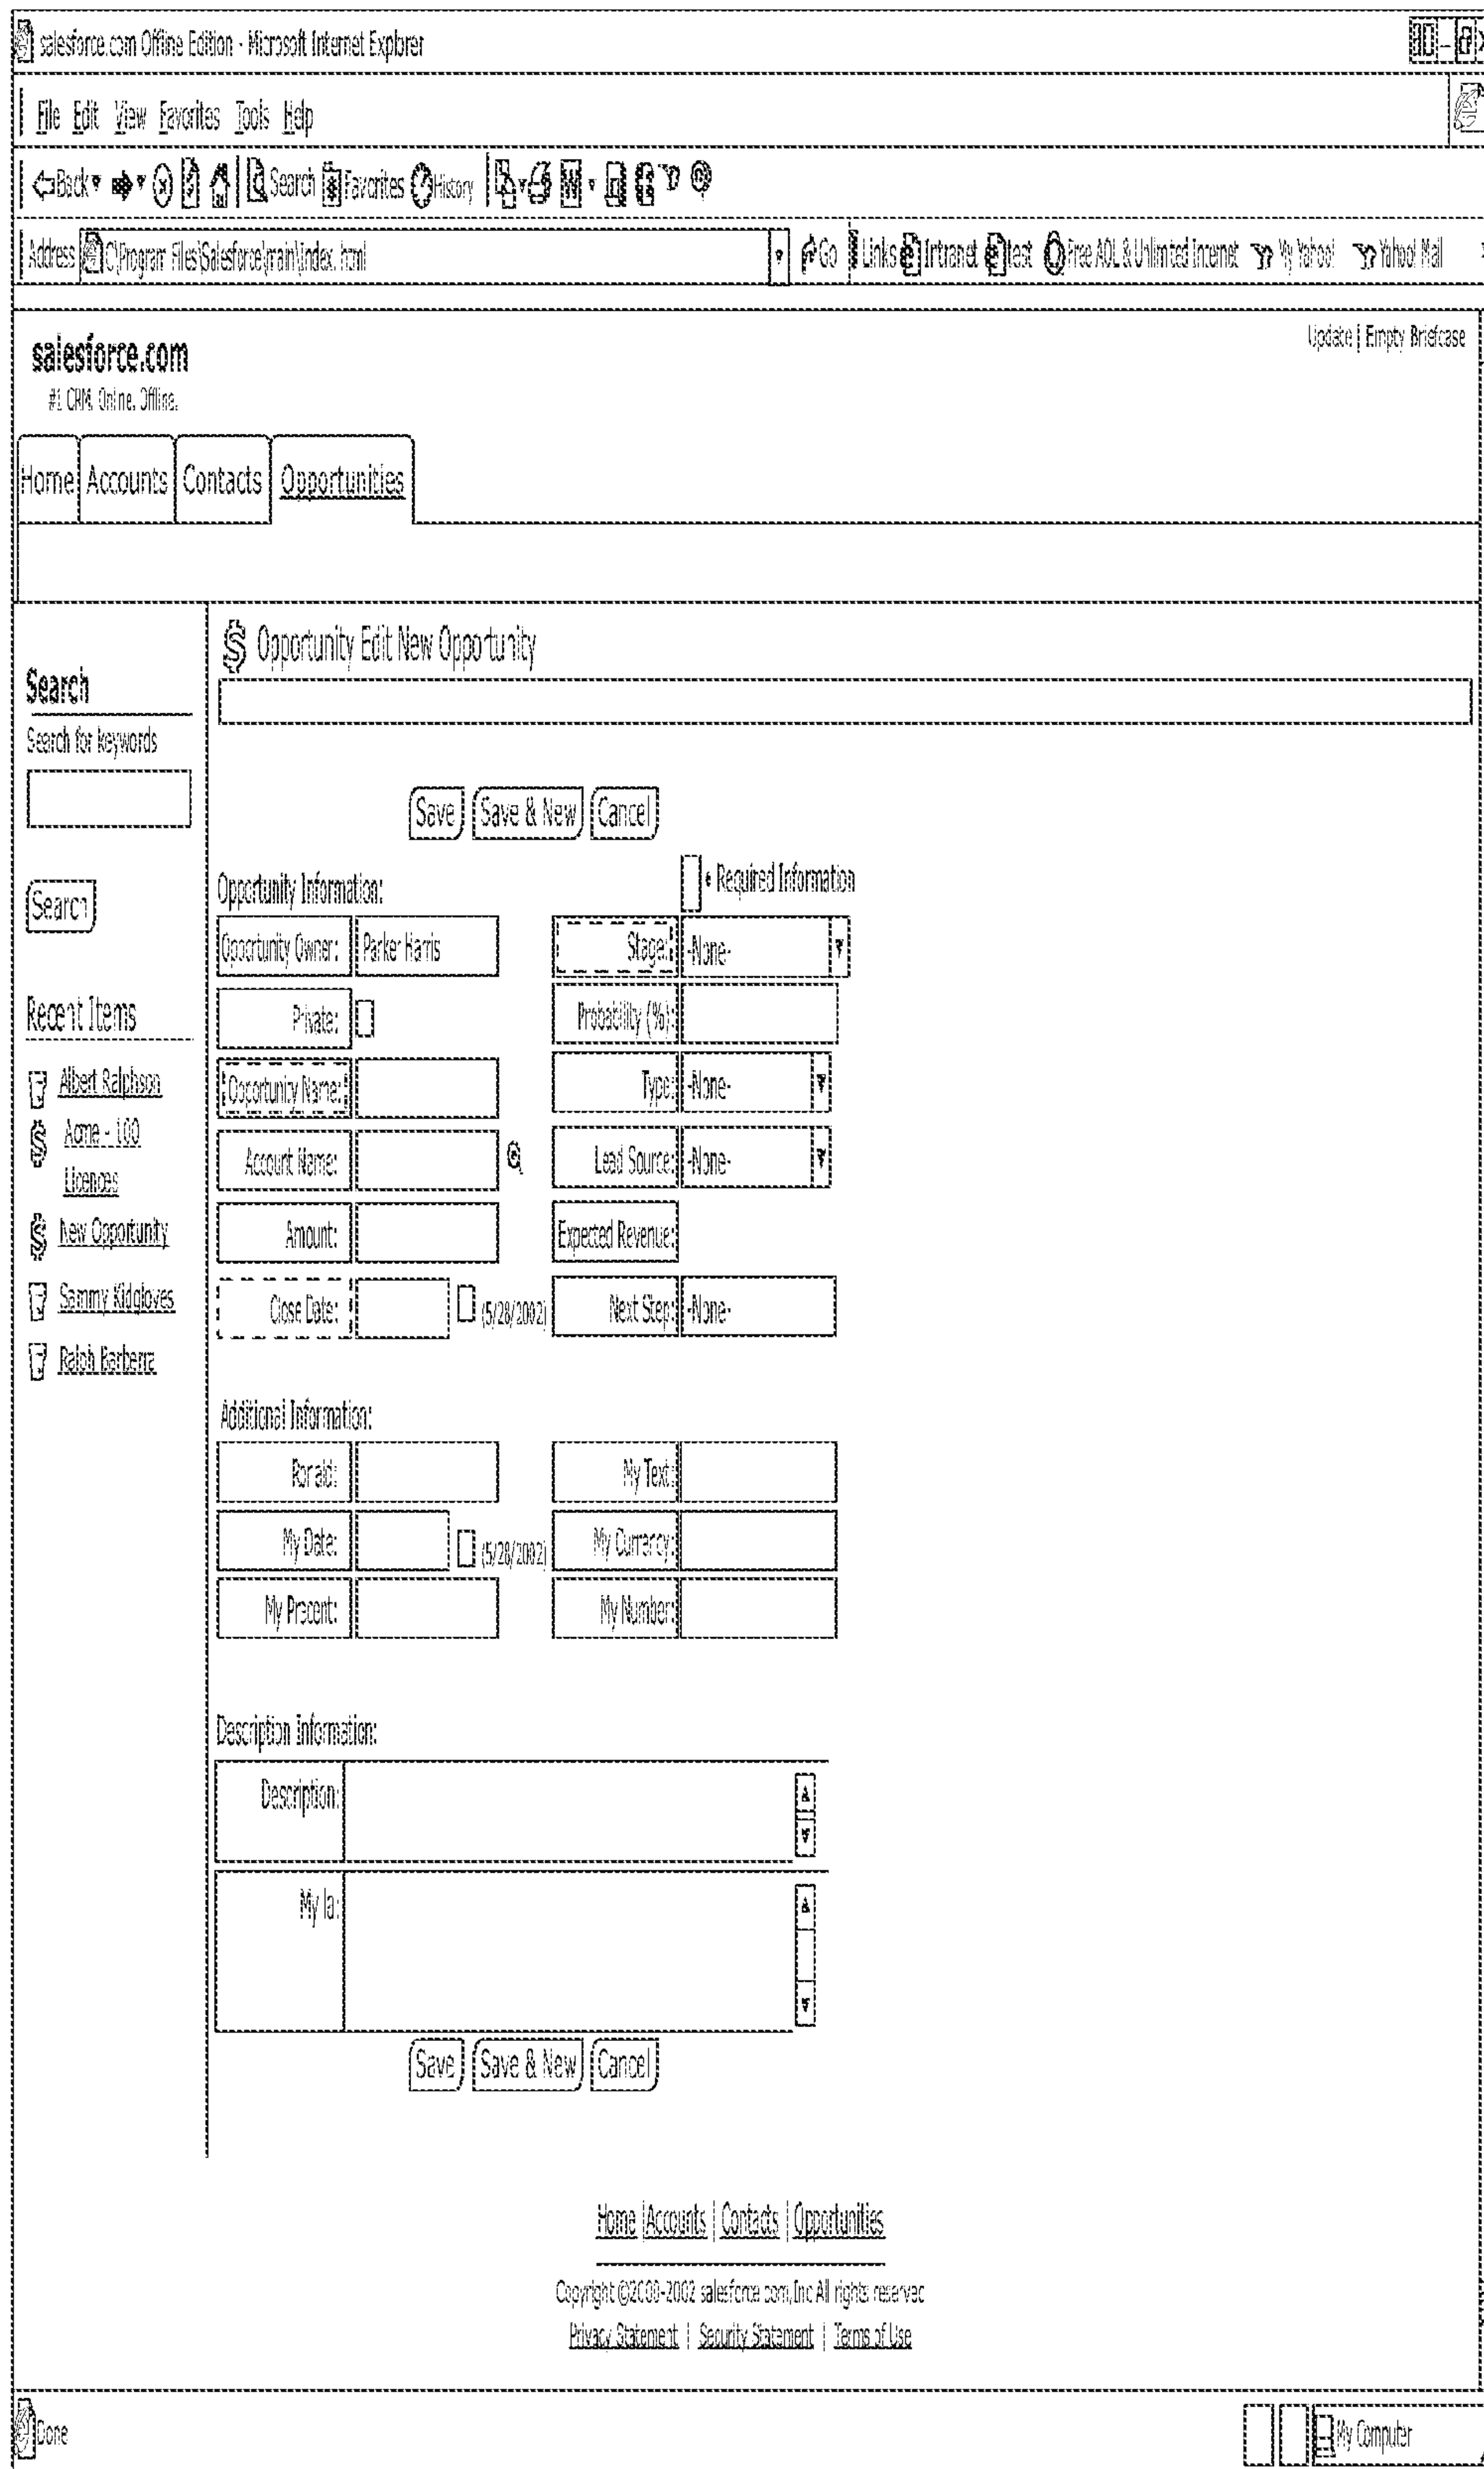 salesforce.com Offline Edition - Microsoft Internet Explorer
File Edit View Favorites Tools Help
Back Search Favorites History
Address C:\Program Files\Salesforce\main\index. html Go Links Intranet test Free AOL & Unlimited Internet My Yahoo! Yahoo! Mail
Update | Empty Briefcase
salesforce.com
#1 CRM. Online. Offline.
Home Accounts Contacts Opportunities
$ Opportunity Edit New Opportunity
Search
Search for keywords
Search
Recent Items
Albert Ralphson
$ Acme - 100
Licences
$ New Opportunity
Sammy Kidgloves
Ralph Barberra
Save Save & New Cancel
Opportunity Information: • Required Information
Opportunity Owner: Parker Harris Stage: -None-
Private: Probability (%):
Opportunity Name: Type: -None-
Account Name: Lead Source: -None-
Amount: Expected Revenue:
Close Date: (5/28/2002) Next Step: -None-
Additional Information:
Ronald: My Text:
My Date: (5/28/2002) My Currency:
My Precent: My Number:
Description Information:
Description:
My la:
Save Save & New Cancel
Home | Accounts | Contacts | Opportunities
Copyright ©2000-2002 salesforce.com,Inc All rights reserved
Privacy Statement | Security Statement | Terms of Use
Done My Computer